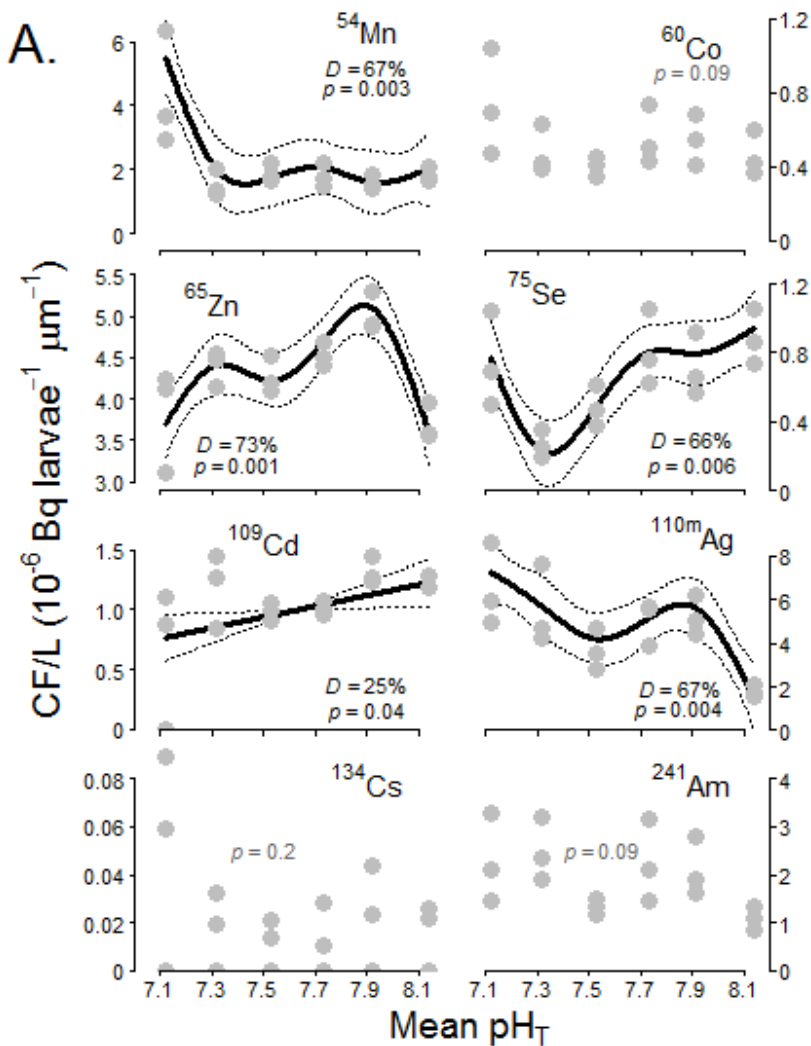 A.
⁵⁴Mn
D = 67%
p = 0.003
6
4
2
0
⁶⁰Co
p = 0.09
1.2
0.8
0.4
0
⁶⁵Zn
D = 73%
p = 0.001
5.5
5.0
4.5
4.0
3.5
3.0
⁷⁵Se
D = 66%
p = 0.006
1.2
0.8
0.4
0
CF/L (10⁻⁶ Bq larvae⁻¹ μm⁻¹)
¹⁰⁹Cd
D = 25%
p = 0.04
1.5
1.0
0.5
0
¹¹⁰ᵐAg
D = 67%
p = 0.004
8
6
4
2
0
¹³⁴Cs
p = 0.2
0.08
0.06
0.04
0.02
0
²⁴¹Am
p = 0.09
4
3
2
1
0
7.1 7.3 7.5 7.7 7.9 8.1
7.1 7.3 7.5 7.7 7.9 8.1
Mean pH_T